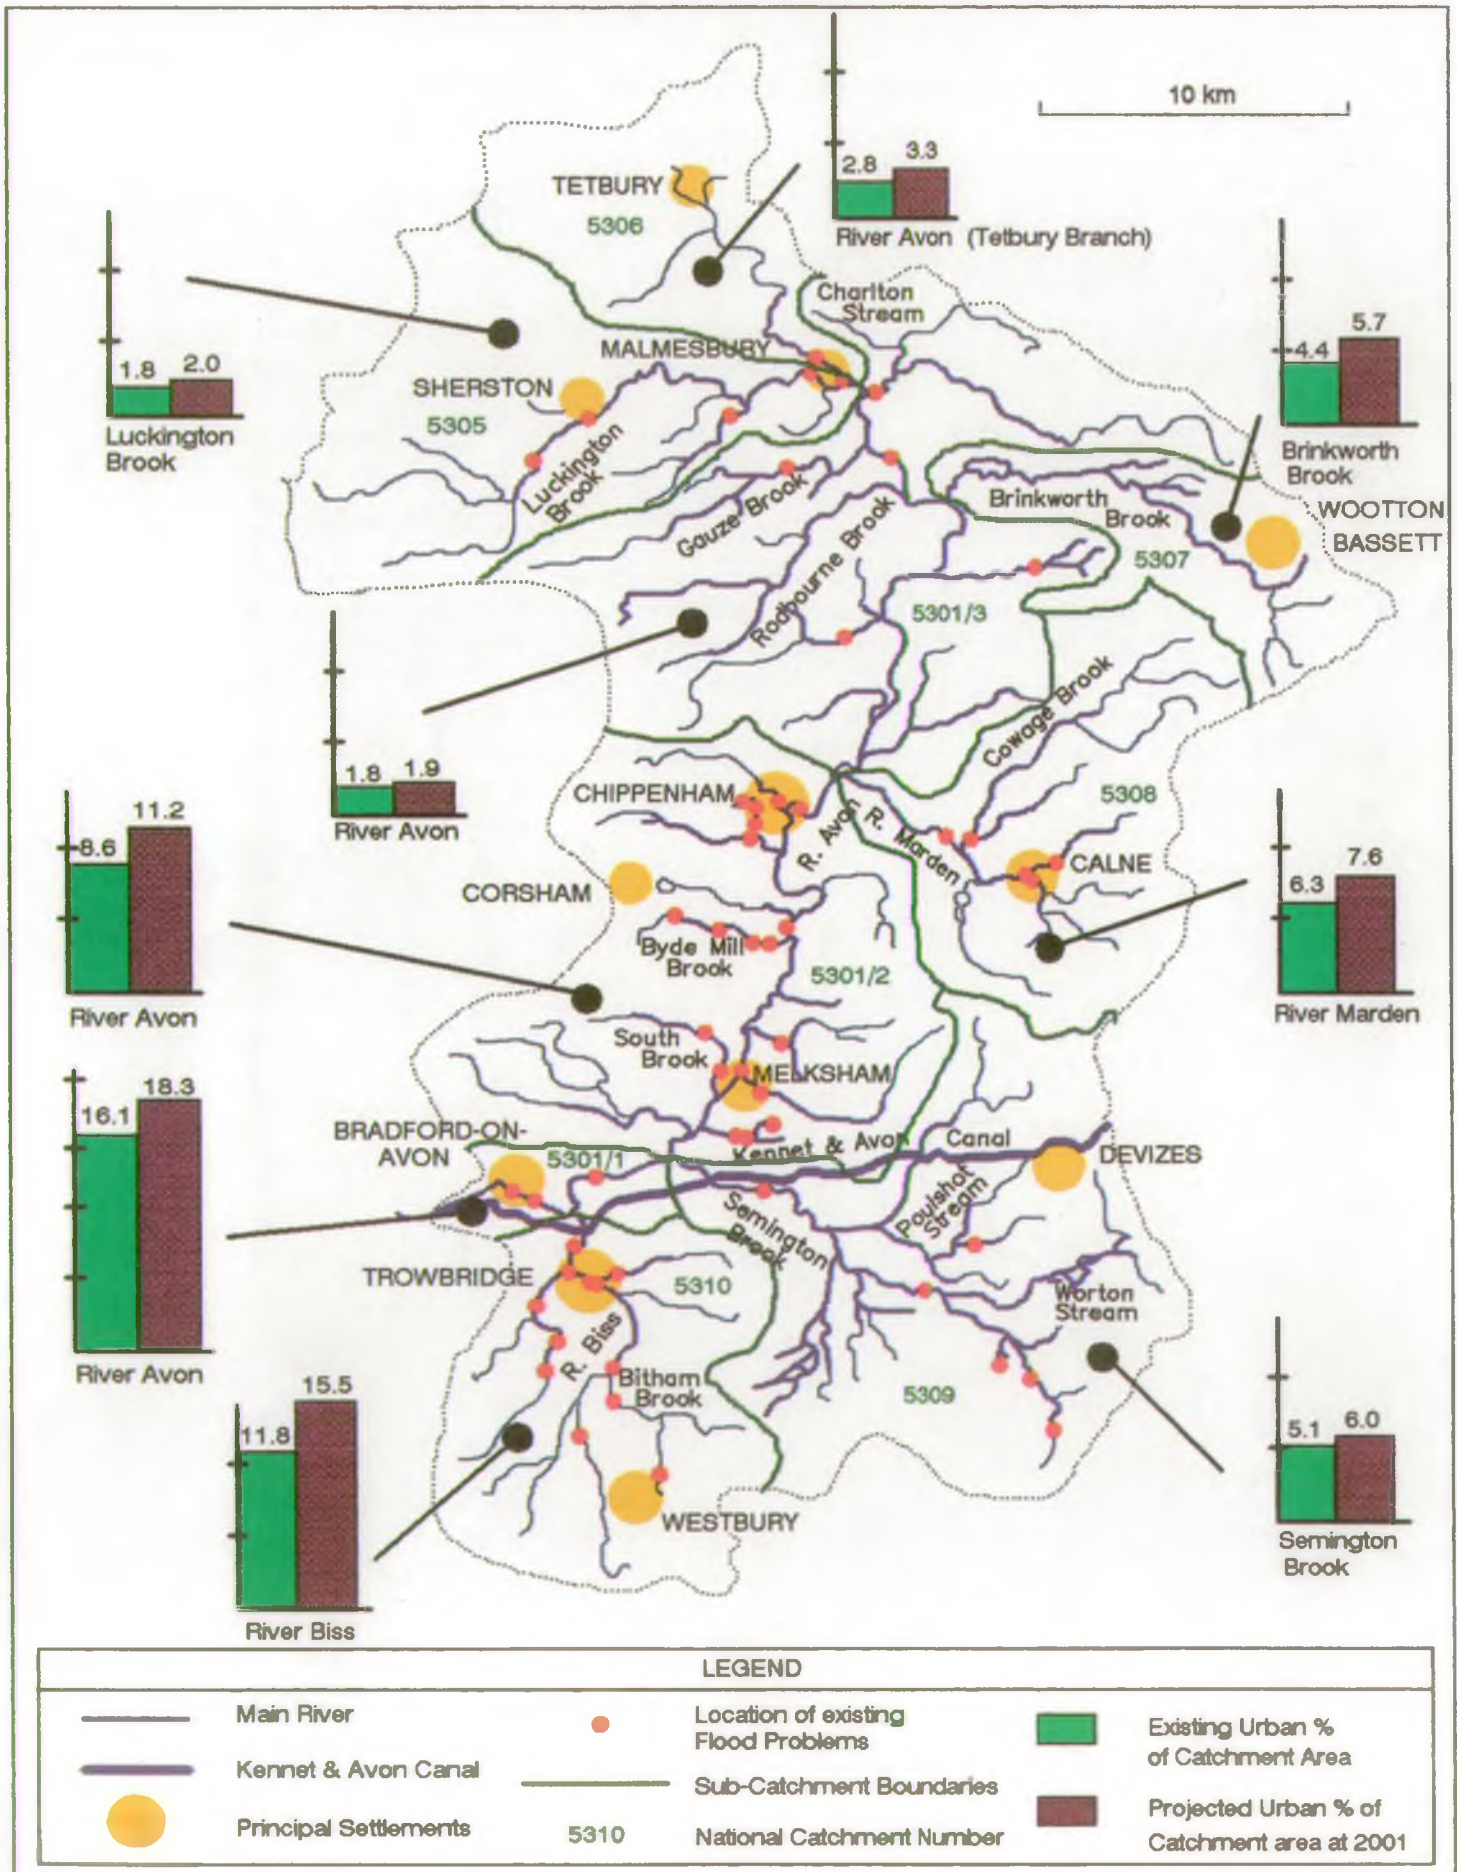 10 km
2.8
3.3
River Avon (Tetbury Branch)
TETBURY
5306
Charlton
Stream
MALMESBURY
4.4
5.7
Brinkworth
Brook
1.8
2.0
Luckington
Brook
SHERSTON
5305
Luckington
Brook
Gauze Brook
Rodbourne Brook
Brinkworth
Brook
5307
WOOTTON
BASSETT
5301/3
Cowage Brook
1.8
1.9
River Avon
CHIPPENHAM
R. Avon
R. Marden
5308
CALNE
8.6
11.2
River Avon
CORSHAM
Byde Mill
Brook
5301/2
6.3
7.6
River Marden
South
Brook
MELKSHAM
16.1
18.3
River Avon
BRADFORD-ON-
AVON
5301/1
Kennet & Avon Canal
DEVIZES
Poulshot
Stream
Semington
Brook
TROWBRIDGE
5310
Worton
Stream
R. Biss
Bitham
Brook
5309
5.1
6.0
Semington
Brook
11.8
15.5
River Biss
WESTBURY
LEGEND
Main River
Kennet & Avon Canal
Principal Settlements
Location of existing
Flood Problems
Sub-Catchment Boundaries
5310
National Catchment Number
Existing Urban %
of Catchment Area
Projected Urban % of
Catchment area at 2001